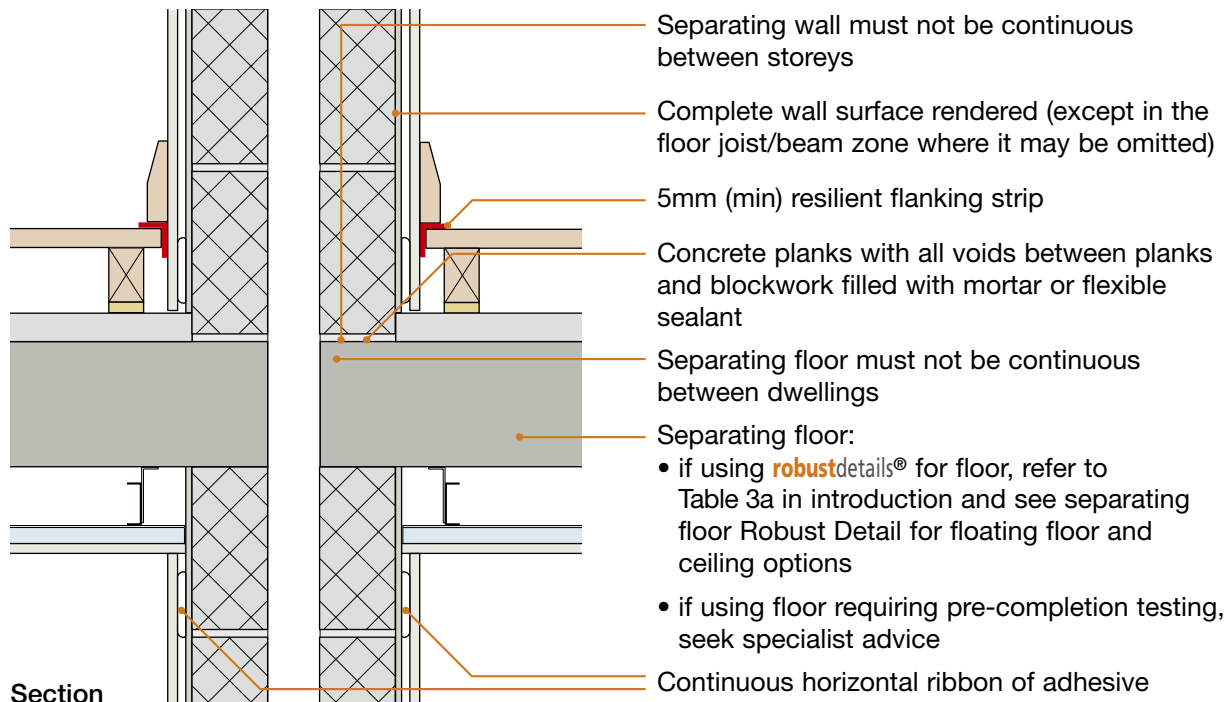 Separating wall must not be continuous
between storeys
Complete wall surface rendered (except in the
floor joist/beam zone where it may be omitted)
5mm (min) resilient flanking strip
Concrete planks with all voids between planks
and blockwork filled with mortar or flexible
sealant
Separating floor must not be continuous
between dwellings
Separating floor:
• if using robustdetails® for floor, refer to
Table 3a in introduction and see separating
floor Robust Detail for floating floor and
ceiling options
• if using floor requiring pre-completion testing,
seek specialist advice
Continuous horizontal ribbon of adhesive
Section